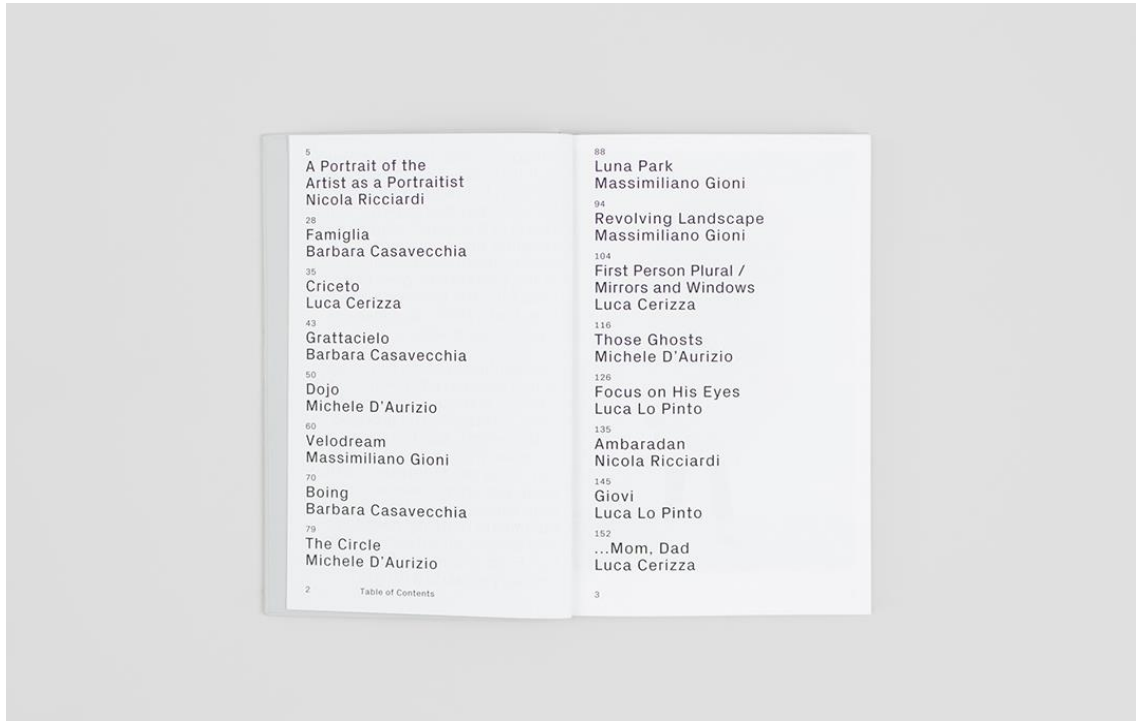 5
A Portrait of the
Artist as a Portraitist
Nicola Ricciardi
28
Famiglia
Barbara Casavecchia
35
Criceto
Luca Cerizza
43
Grattacielo
Barbara Casavecchia
50
Dojo
Michele D'Aurizio
60
Velodream
Massimiliano Gioni
70
Boing
Barbara Casavecchia
79
The Circle
Michele D'Aurizio
2 Table of Contents
88
Luna Park
Massimiliano Gioni
94
Revolving Landscape
Massimiliano Gioni
104
First Person Plural /
Mirrors and Windows
Luca Cerizza
116
Those Ghosts
Michele D'Aurizio
126
Focus on His Eyes
Luca Lo Pinto
135
Ambaradan
Nicola Ricciardi
145
Giovi
Luca Lo Pinto
152
...Mom, Dad
Luca Cerizza
3